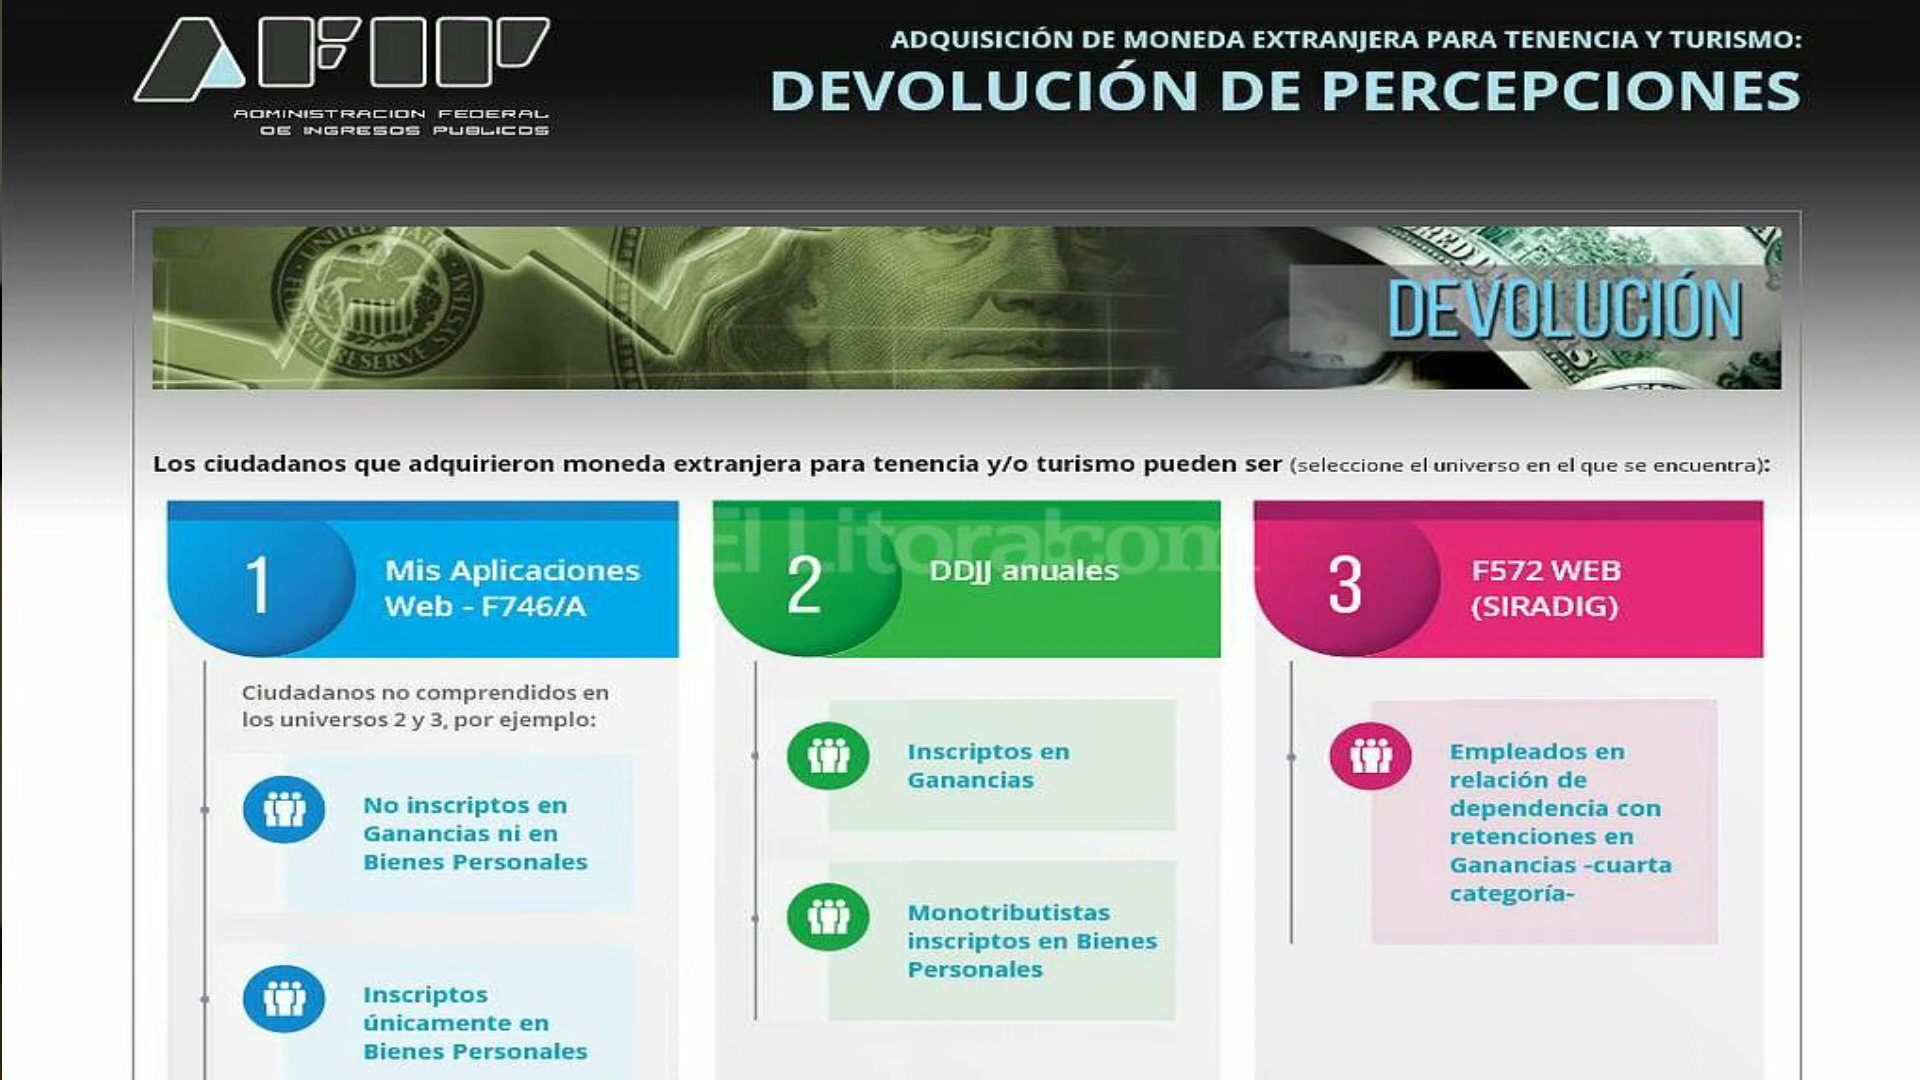 AFIP
ADMINISTRACION FEDERAL
DE INGRESOS PUBLICOS
ADQUISICIÓN DE MONEDA EXTRANJERA PARA TENENCIA Y TURISMO:
DEVOLUCIÓN DE PERCEPCIONES
DEVOLUCIÓN
Los ciudadanos que adquirieron moneda extranjera para tenencia y/o turismo pueden ser (seleccione el universo en el que se encuentra):
1
Mis Aplicaciones
Web - F746/A
Ciudadanos no comprendidos en
los universos 2 y 3, por ejemplo:
No inscriptos en
Ganancias ni en
Bienes Personales
Inscriptos
únicamente en
Bienes Personales
El Litoral.com
2
DDJJ anuales
Inscriptos en
Ganancias
Monotributistas
inscriptos en Bienes
Personales
3
F572 WEB
(SIRADIG)
Empleados en
relación de
dependencia con
retenciones en
Ganancias -cuarta
categoría-